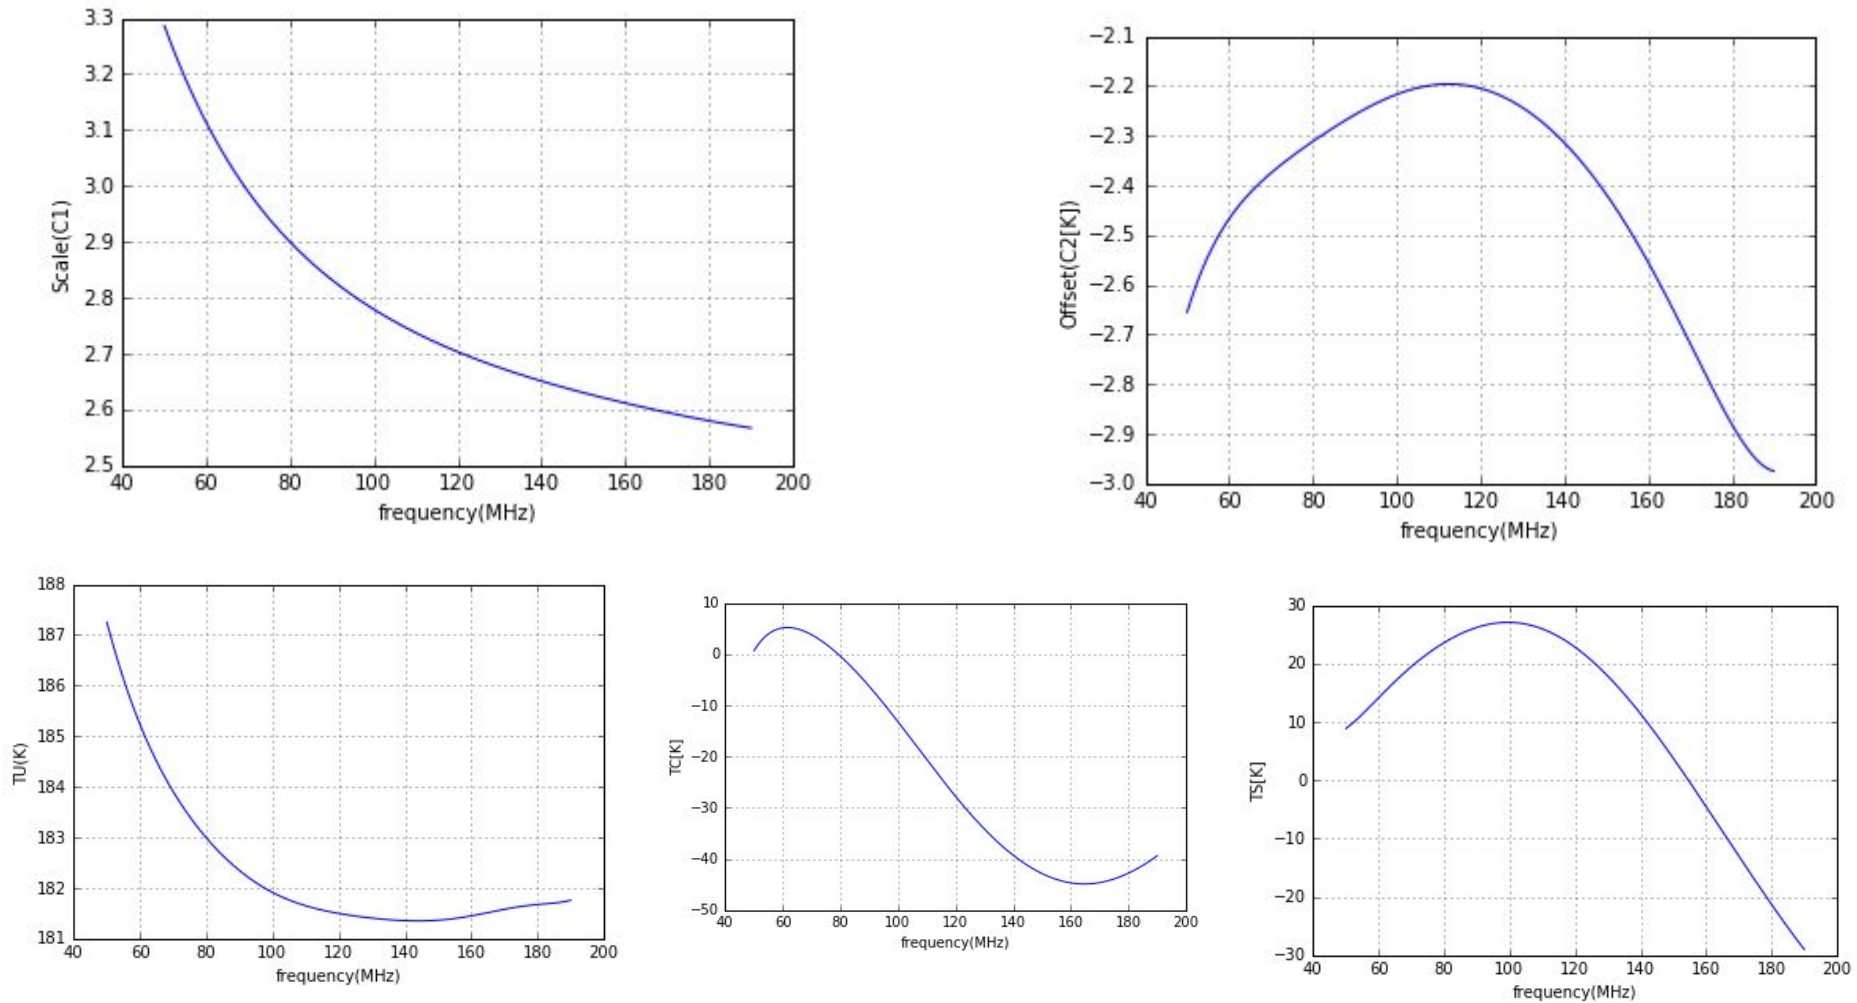 3.3
3.2
3.1
3.0
2.9
2.8
2.7
2.6
2.5
40 60 80 100 120 140 160 180 200
Scale(C1)
frequency(MHz)
−2.1
−2.2
−2.3
−2.4
−2.5
−2.6
−2.7
−2.8
−2.9
−3.0
40 60 80 100 120 140 160 180 200
Offset(C2[K])
frequency(MHz)
188
187
186
185
184
183
182
181
40 60 80 100 120 140 160 180 200
TU(K)
frequency(MHz)
10
0
−10
−20
−30
−40
−50
40 60 80 100 120 140 160 180 200
TC[K]
frequency(MHz)
30
20
10
0
−10
−20
−30
40 60 80 100 120 140 160 180 200
TS[K]
frequency(MHz)